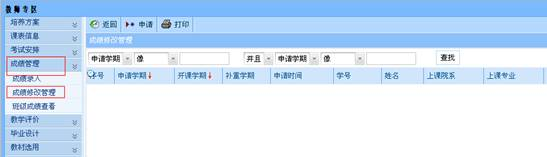 教师专区
培养方案
课表信息
考试安排
成绩管理
成绩录入
成绩修改管理
班级成绩查看
教学评价
毕业设计
教材选用
返回 申请 打印
成绩修改管理
申请学期 像 并且 申请学期 像 查找
序号 申请学期 开课学期 补重学期 申请时间 学号 姓名 上课院系 上课专业